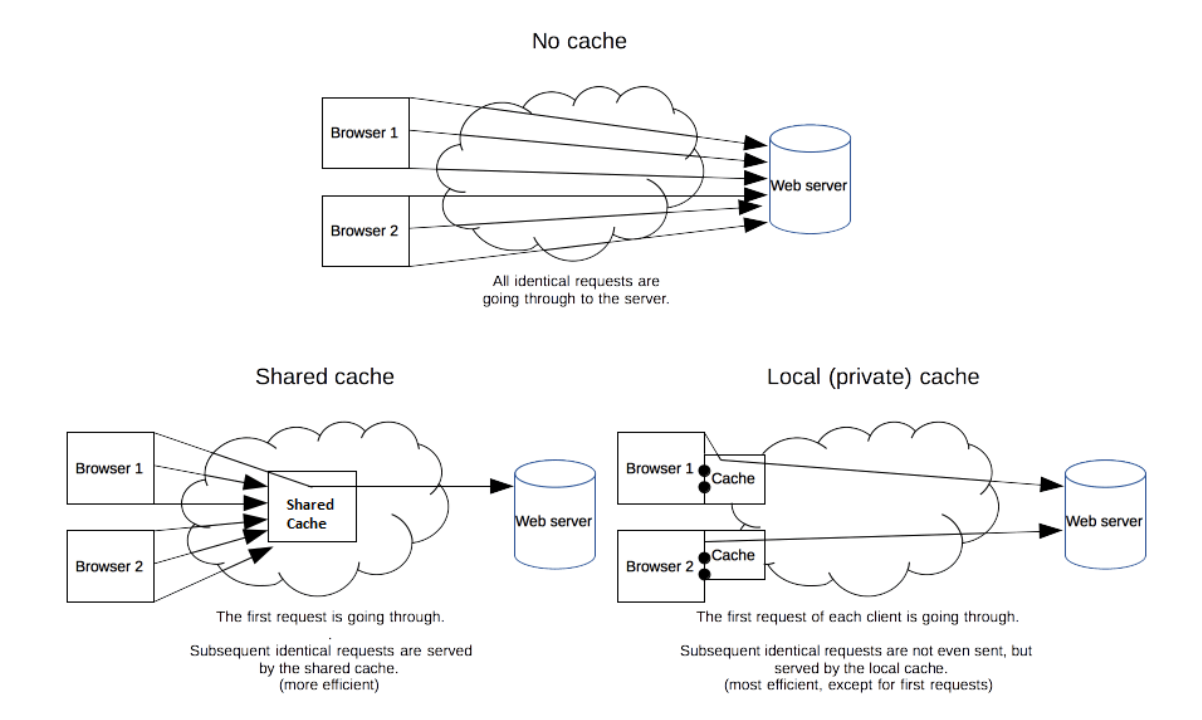 No cache
Browser 1
Web server
Browser 2
All identical requests are
going through to the server.
Shared cache
Browser 1
Shared
Cache
Web server
Browser 2
The first request is going through.
.
Subsequent identical requests are served
by the shared cache.
(more efficient)
Local (private) cache
Browser 1
Cache
Web server
Browser 2
Cache
The first request of each client is going through.
Subsequent identical requests are not even sent, but
served by the local cache.
(most efficient, except for first requests)